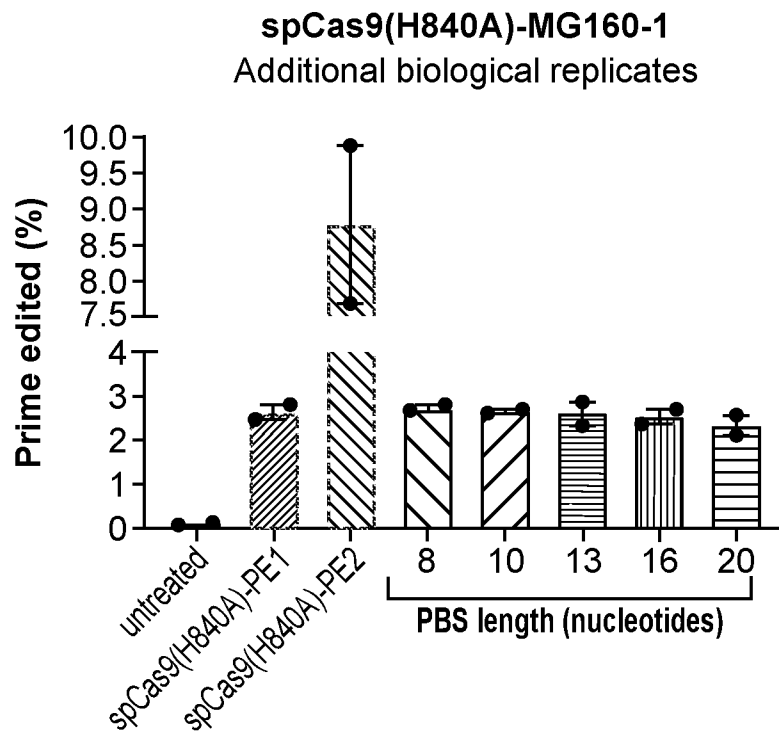 spCas9(H840A)-MG160-1
Additional biological replicates
Prime edited (%)
10.0
9.5
9.0
8.5
8.0
7.5
4
3
2
1
0
untreated
spCas9(H840A)-PE1
spCas9(H840A)-PE2
8 10 13 16 20
PBS length (nucleotides)